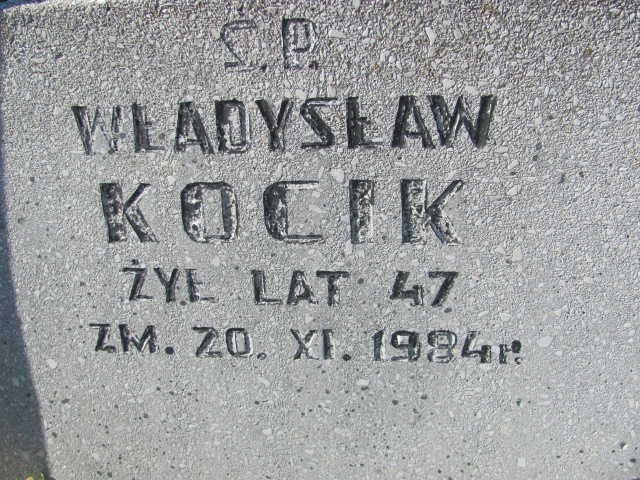 Ś.P.
WŁADYSŁAW
KOCIK
ŻYŁ LAT 47
ZM. 20. XI. 1984r.